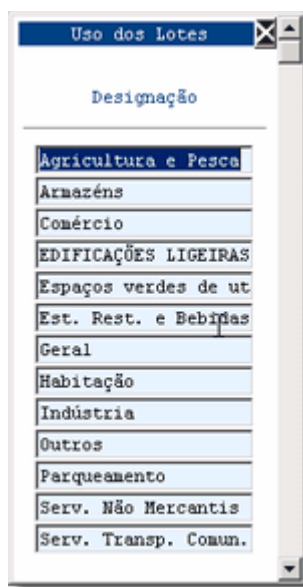 Uso dos Lotes
Designação
Agricultura e Pesca
Armazéns
Comércio
EDIFICAÇÕES LIGEIRAS
Espaços verdes de ut
Est. Rest. e Bebidas
Geral
Habitação
Indústria
Outros
Parqueamento
Serv. Não Mercantis
Serv. Transp. Comun.